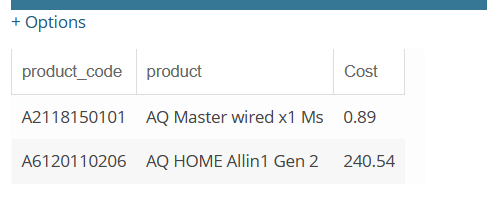 + Options
product_code product Cost
A2118150101 AQ Master wired x1 Ms 0.89
A6120110206 AQ HOME Allin1 Gen 2 240.54